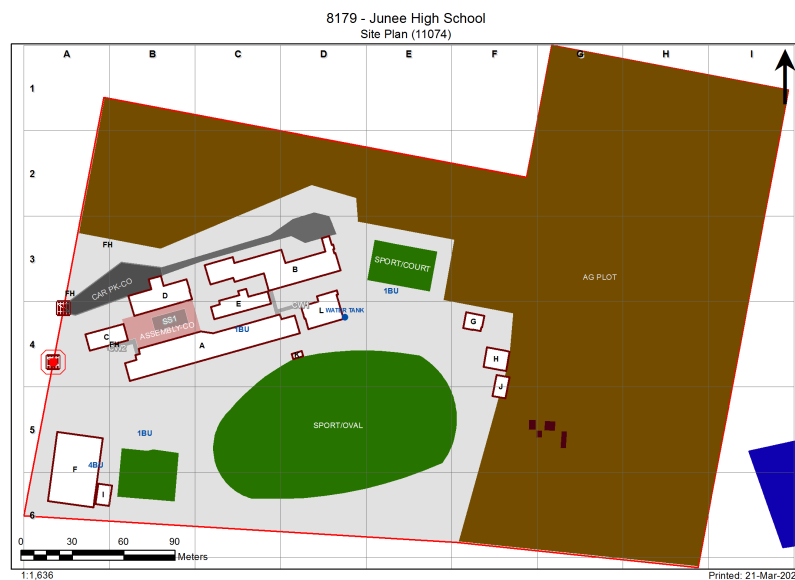 8179 - Junee High School
Site Plan (11074)
A B C D E F G H I
1
2
FH
3
SPORT/COURT
B
AG PLOT
FH
CAR PK-CO
1BU
D
E
CWY
L WATER TANK
SS1
ASSEMBLY-CO
1BU
G
C
4
FH
A
K
H
J
SPORT/OVAL
5
1BU
4BU
F
I
6
0 30 60 90
Meters
1:1,636
Printed: 21-Mar-202